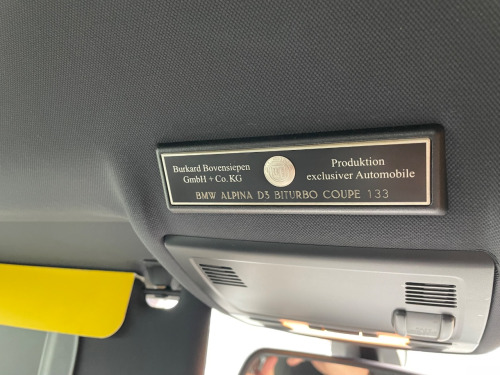 Burkard Bovensiepen
GmbH + Co. KG
Produktion
exclusiver Automobile
BMW ALPINA D3 BITURBO COUPE 133